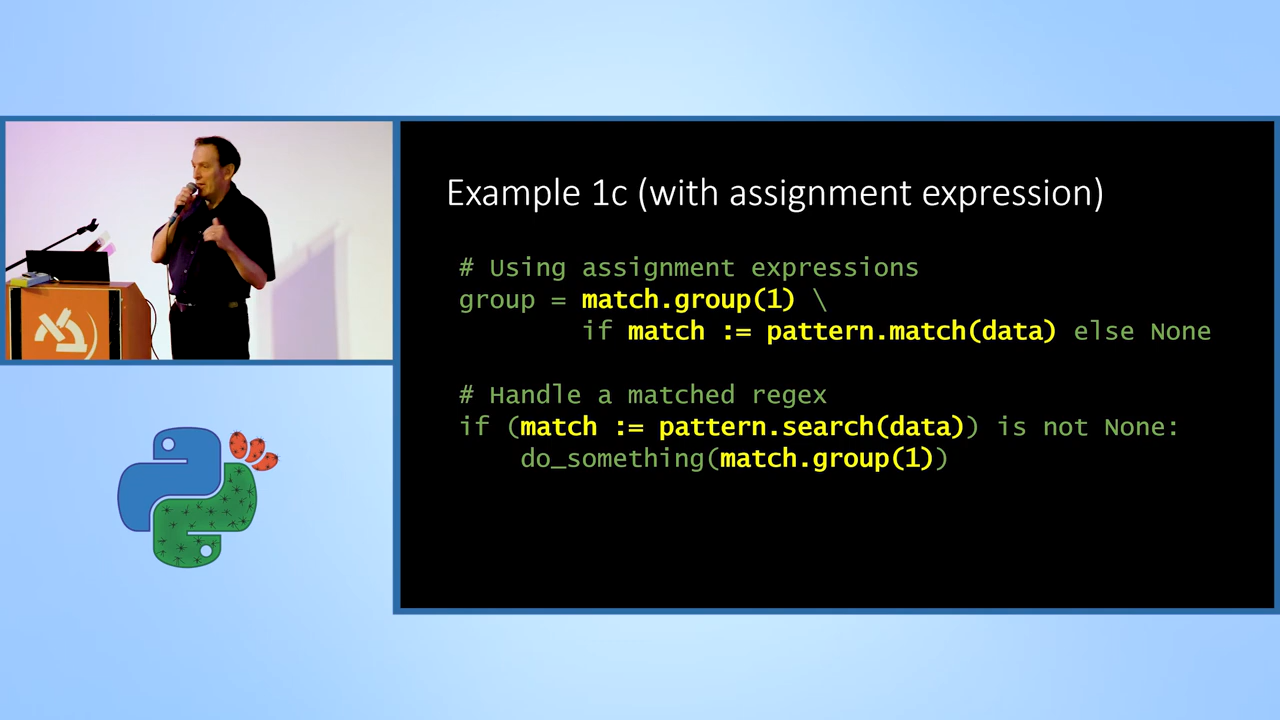 Example 1c (with assignment expression)
# Using assignment expressions
group = match.group(1) \
if match := pattern.match(data) else None
# Handle a matched regex
if (match := pattern.search(data)) is not None:
do_something(match.group(1))